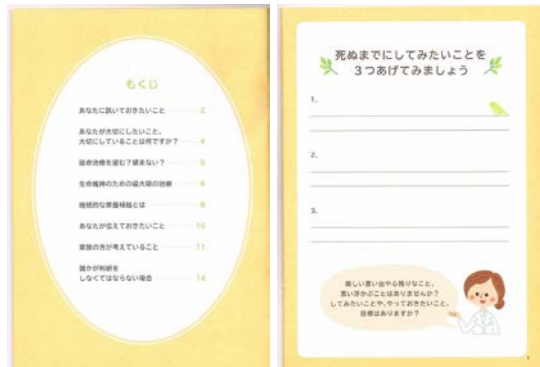 もくじ
あなたに訊いておきたいこと 2
あなたが大切にしたいこと、
大切にしていることは何ですか? 4
延命治療を望む?望まない? 5
生命維持のための最大限の治療 6
継続的な栄養補給とは 8
あなたが伝えておきたいこと 10
家族の方が考えていること 11
誰かが判断を
しなくてはならない場合 14
死ぬまでにしてみたいことを
3つあげてみましょう
1.
2.
3.
楽しい思い出や心残りなこと、
思い浮かぶことはありませんか?
してみたいことや、やっておきたいこと、
目標はありますか?